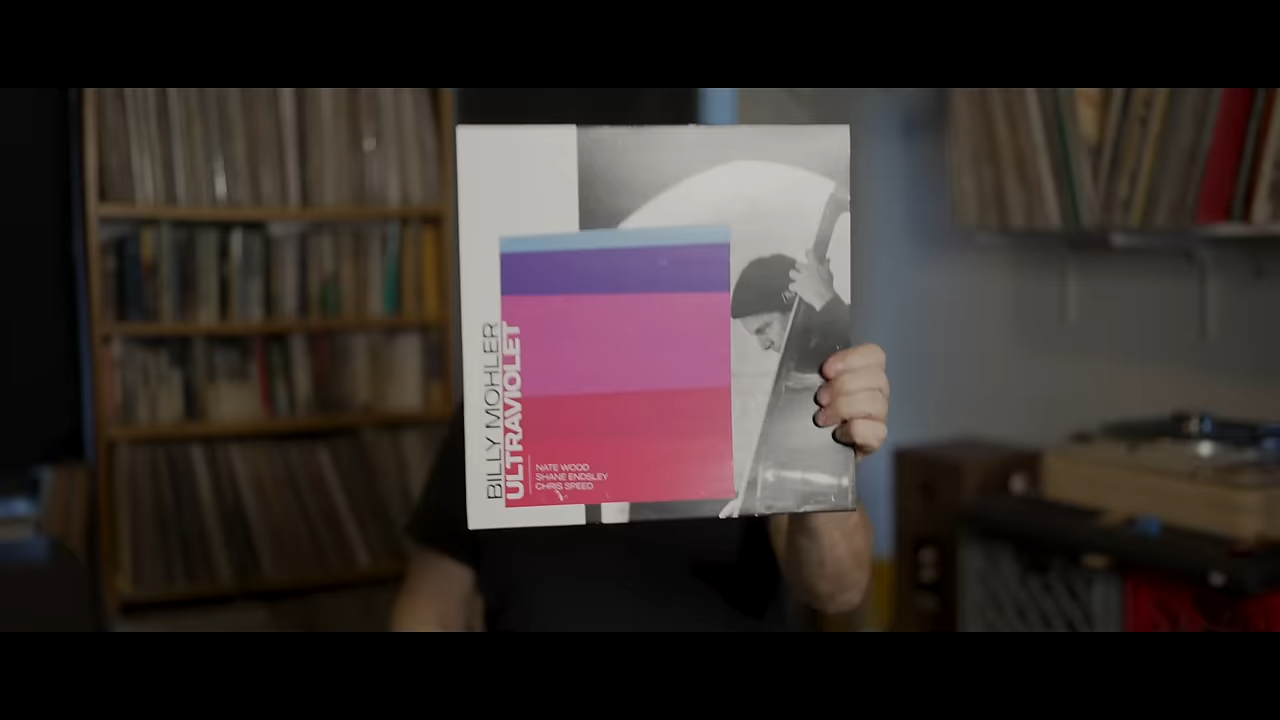 BILLY MOHLER
ULTRAVIOLET
NATE WOOD
SHANE ENDSLEY
CHRIS SPEED